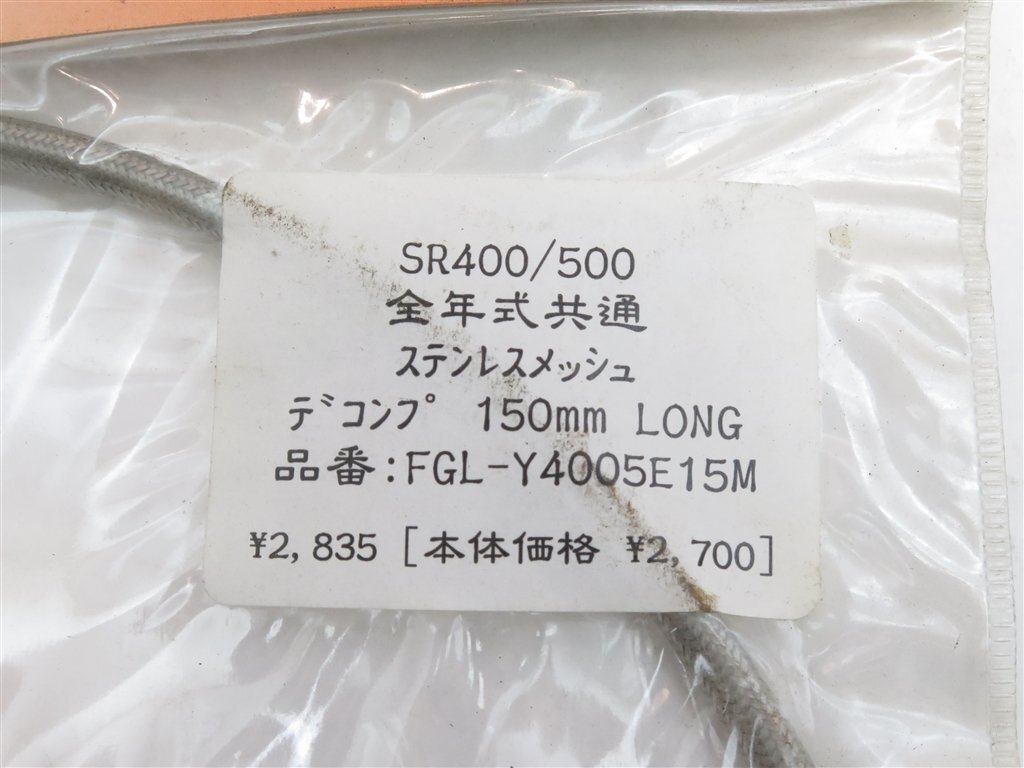 SR400/500
全年式共通
ステンレスメッシュ
デコンプ 150mm LONG
品番:FGL-Y4005E15M
¥2,835 [本体価格 ¥2,700]